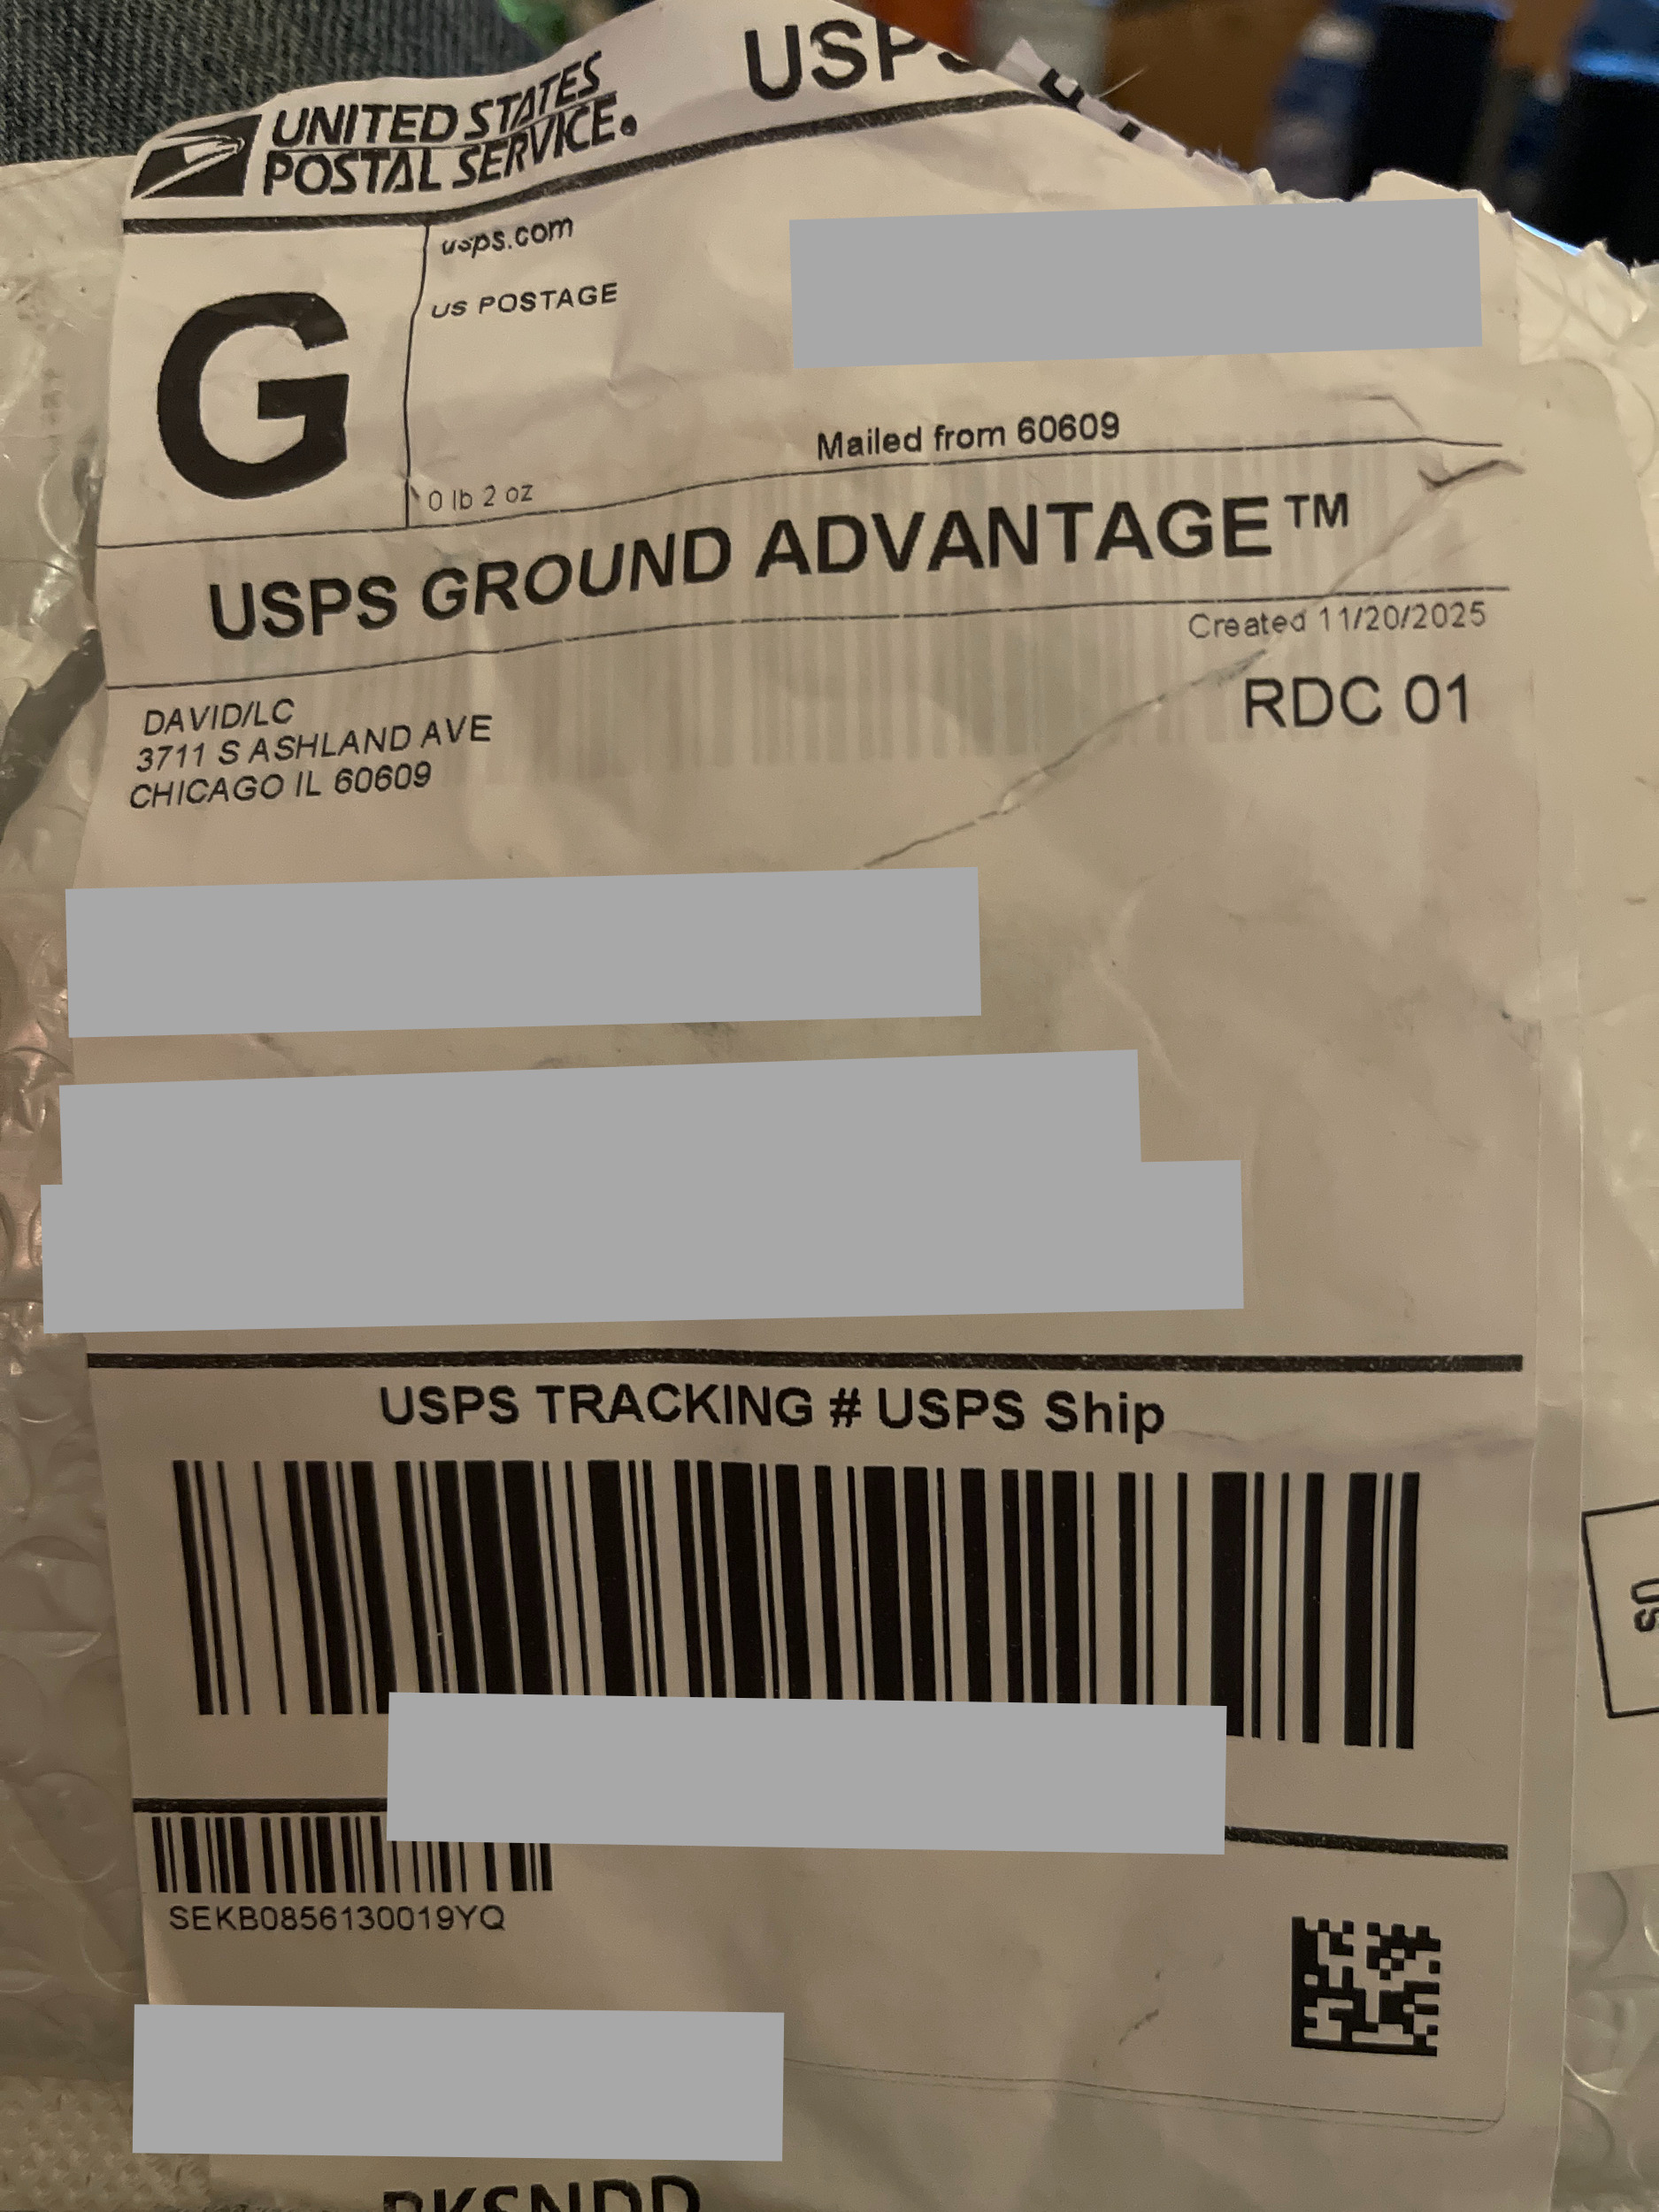 UNITED STATES
POSTAL SERVICE.
USPS
G
usps.com
US POSTAGE
Mailed from 60609
0 lb 2 oz
USPS GROUND ADVANTAGE™
Created 11/20/2025
RDC 01
DAVID/LC
3711 S ASHLAND AVE
CHICAGO IL 60609
USPS TRACKING # USPS Ship
SEKB0856130019YQ
US